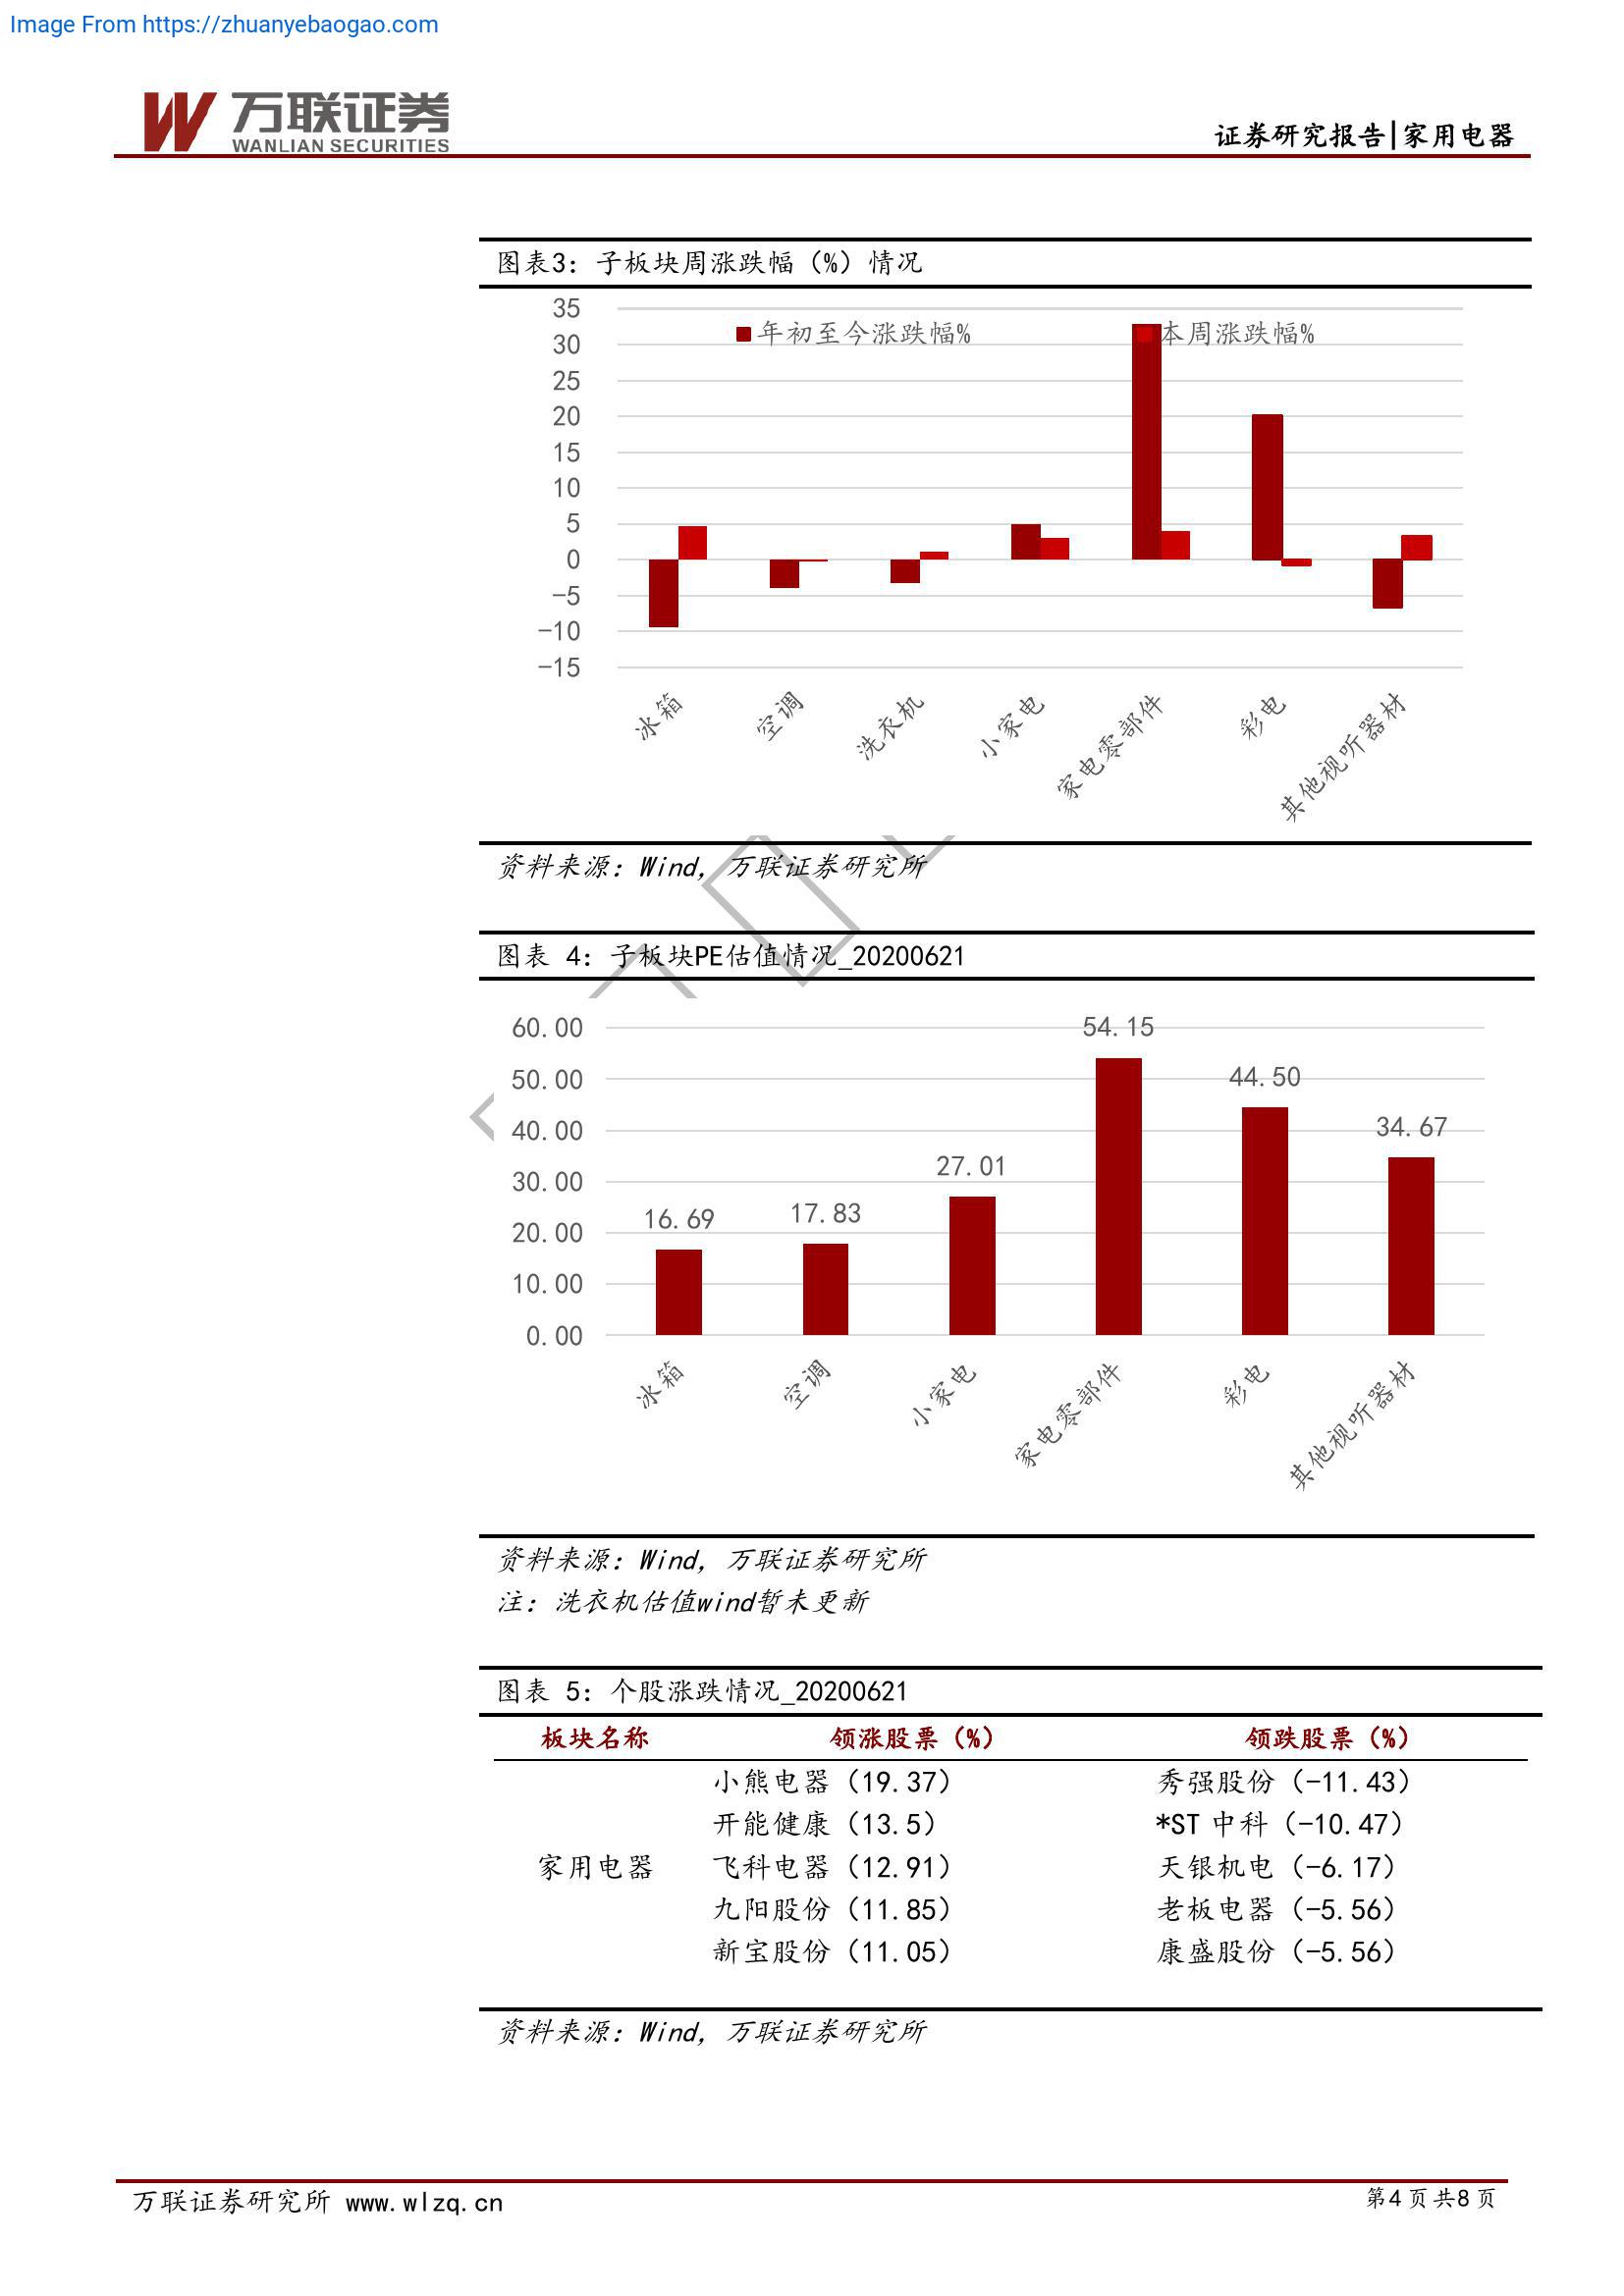 Image From https://zhuanyebaogao.com
万联证券
WANLIAN SECURITIES
证券研究报告|家用电器
图表3：子板块周涨跌幅（%）情况
年初至今涨跌幅%
本周涨跌幅%
35
30
25
20
15
10
5
0
-5
-10
-15
冰箱
空调
洗衣机
小家电
家电零部件
彩电
其他视听器材
资料来源：Wind，万联证券研究所
图表 4：子板块PE估值情况_20200621
60.00
50.00
40.00
30.00
20.00
10.00
0.00
16.69
17.83
27.01
54.15
44.50
34.67
冰箱
空调
小家电
家电零部件
彩电
其他视听器材
资料来源：Wind，万联证券研究所
注：洗衣机估值wind暂未更新
图表 5：个股涨跌情况_20200621
板块名称 领涨股票（%） 领跌股票（%）
小熊电器（19.37） 秀强股份（-11.43）
开能健康（13.5） *ST 中科（-10.47）
家用电器 飞科电器（12.91） 天银机电（-6.17）
九阳股份（11.85） 老板电器（-5.56）
新宝股份（11.05） 康盛股份（-5.56）
资料来源：Wind，万联证券研究所
万联证券研究所 www.wlzq.cn
第4页共8页